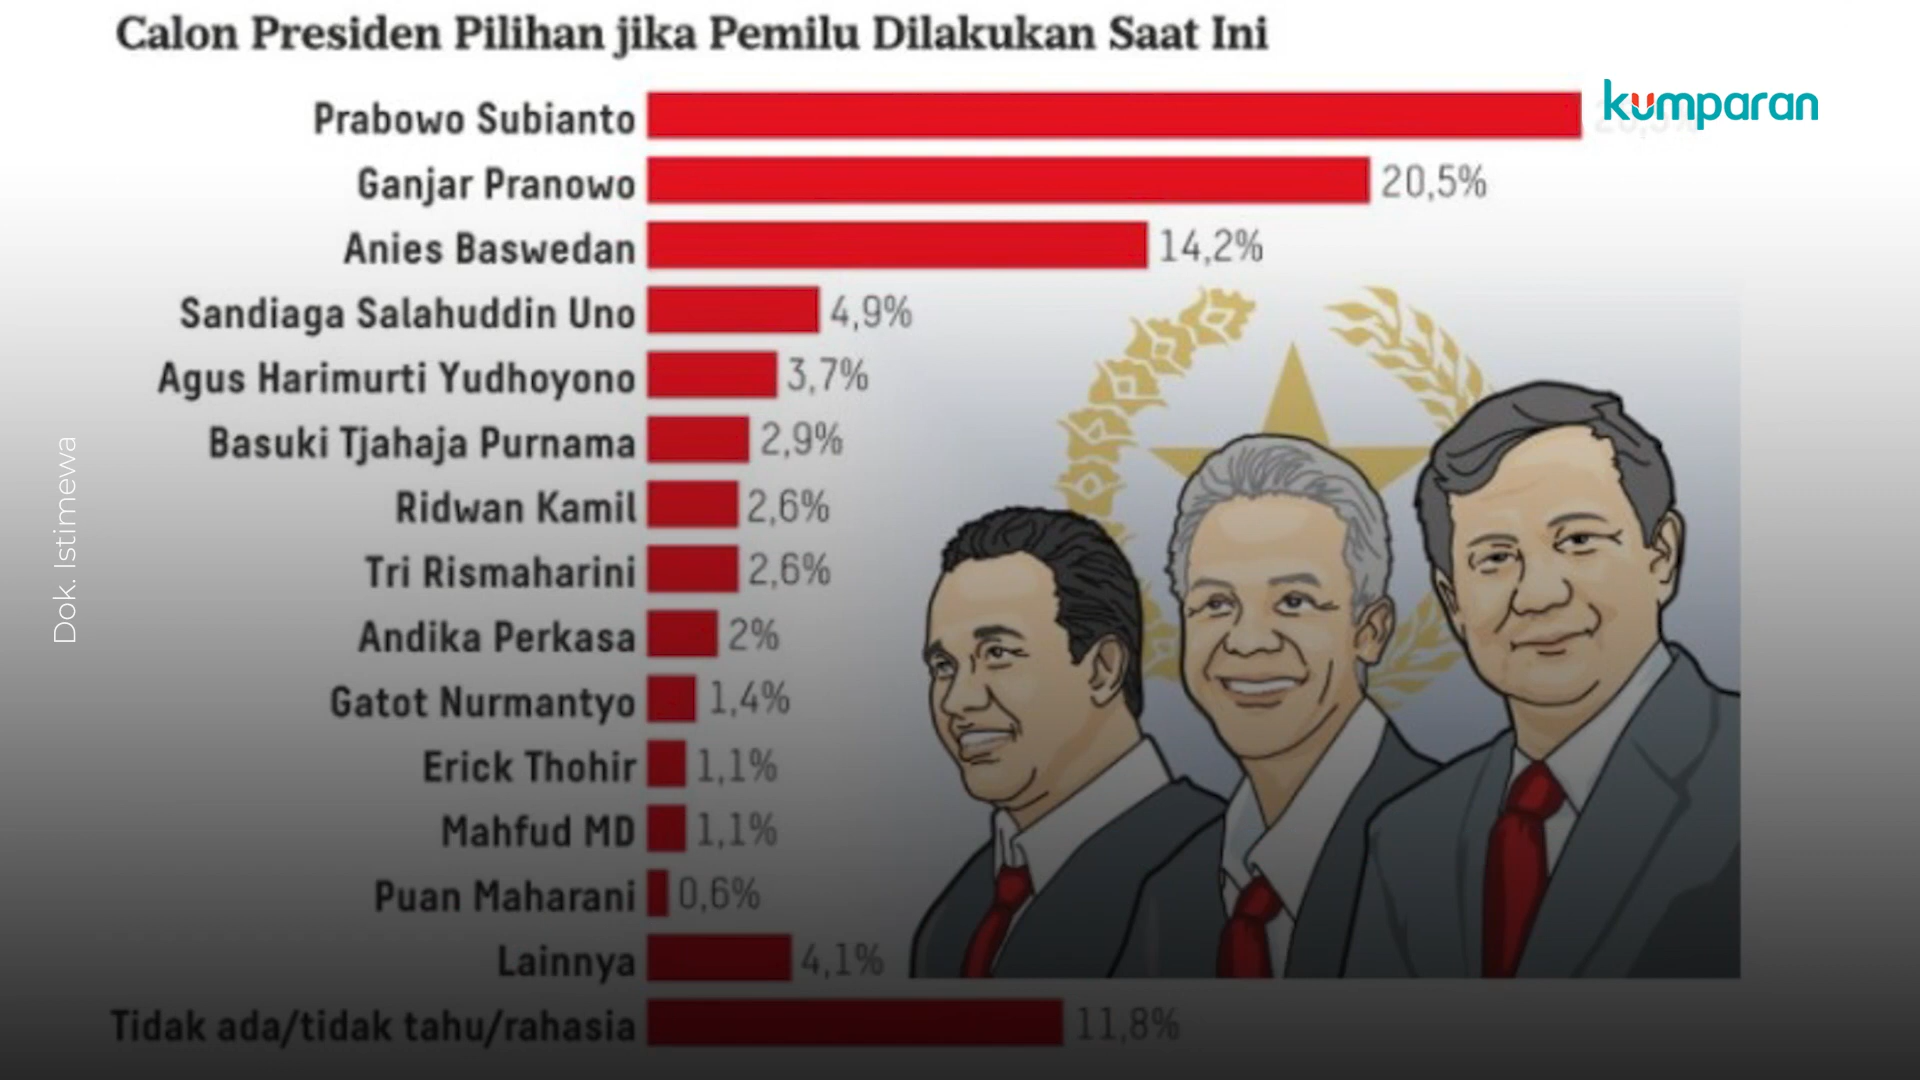 Calon Presiden Pilihan jika Pemilu Dilakukan Saat Ini
kumparan
Prabowo Subianto
Ganjar Pranowo 20,5%
Anies Baswedan 14,2%
Sandiaga Salahuddin Uno 4,9%
Agus Harimurti Yudhoyono 3,7%
Basuki Tjahaja Purnama 2,9%
Ridwan Kamil 2,6%
Tri Rismaharini 2,6%
Andika Perkasa 2%
Gatot Nurmantyo 1,4%
Erick Thohir 1,1%
Mahfud MD 1,1%
Puan Maharani 0,6%
Lainnya 4,1%
Tidak ada/tidak tahu/rahasia 11,8%
Dok. Istimewa